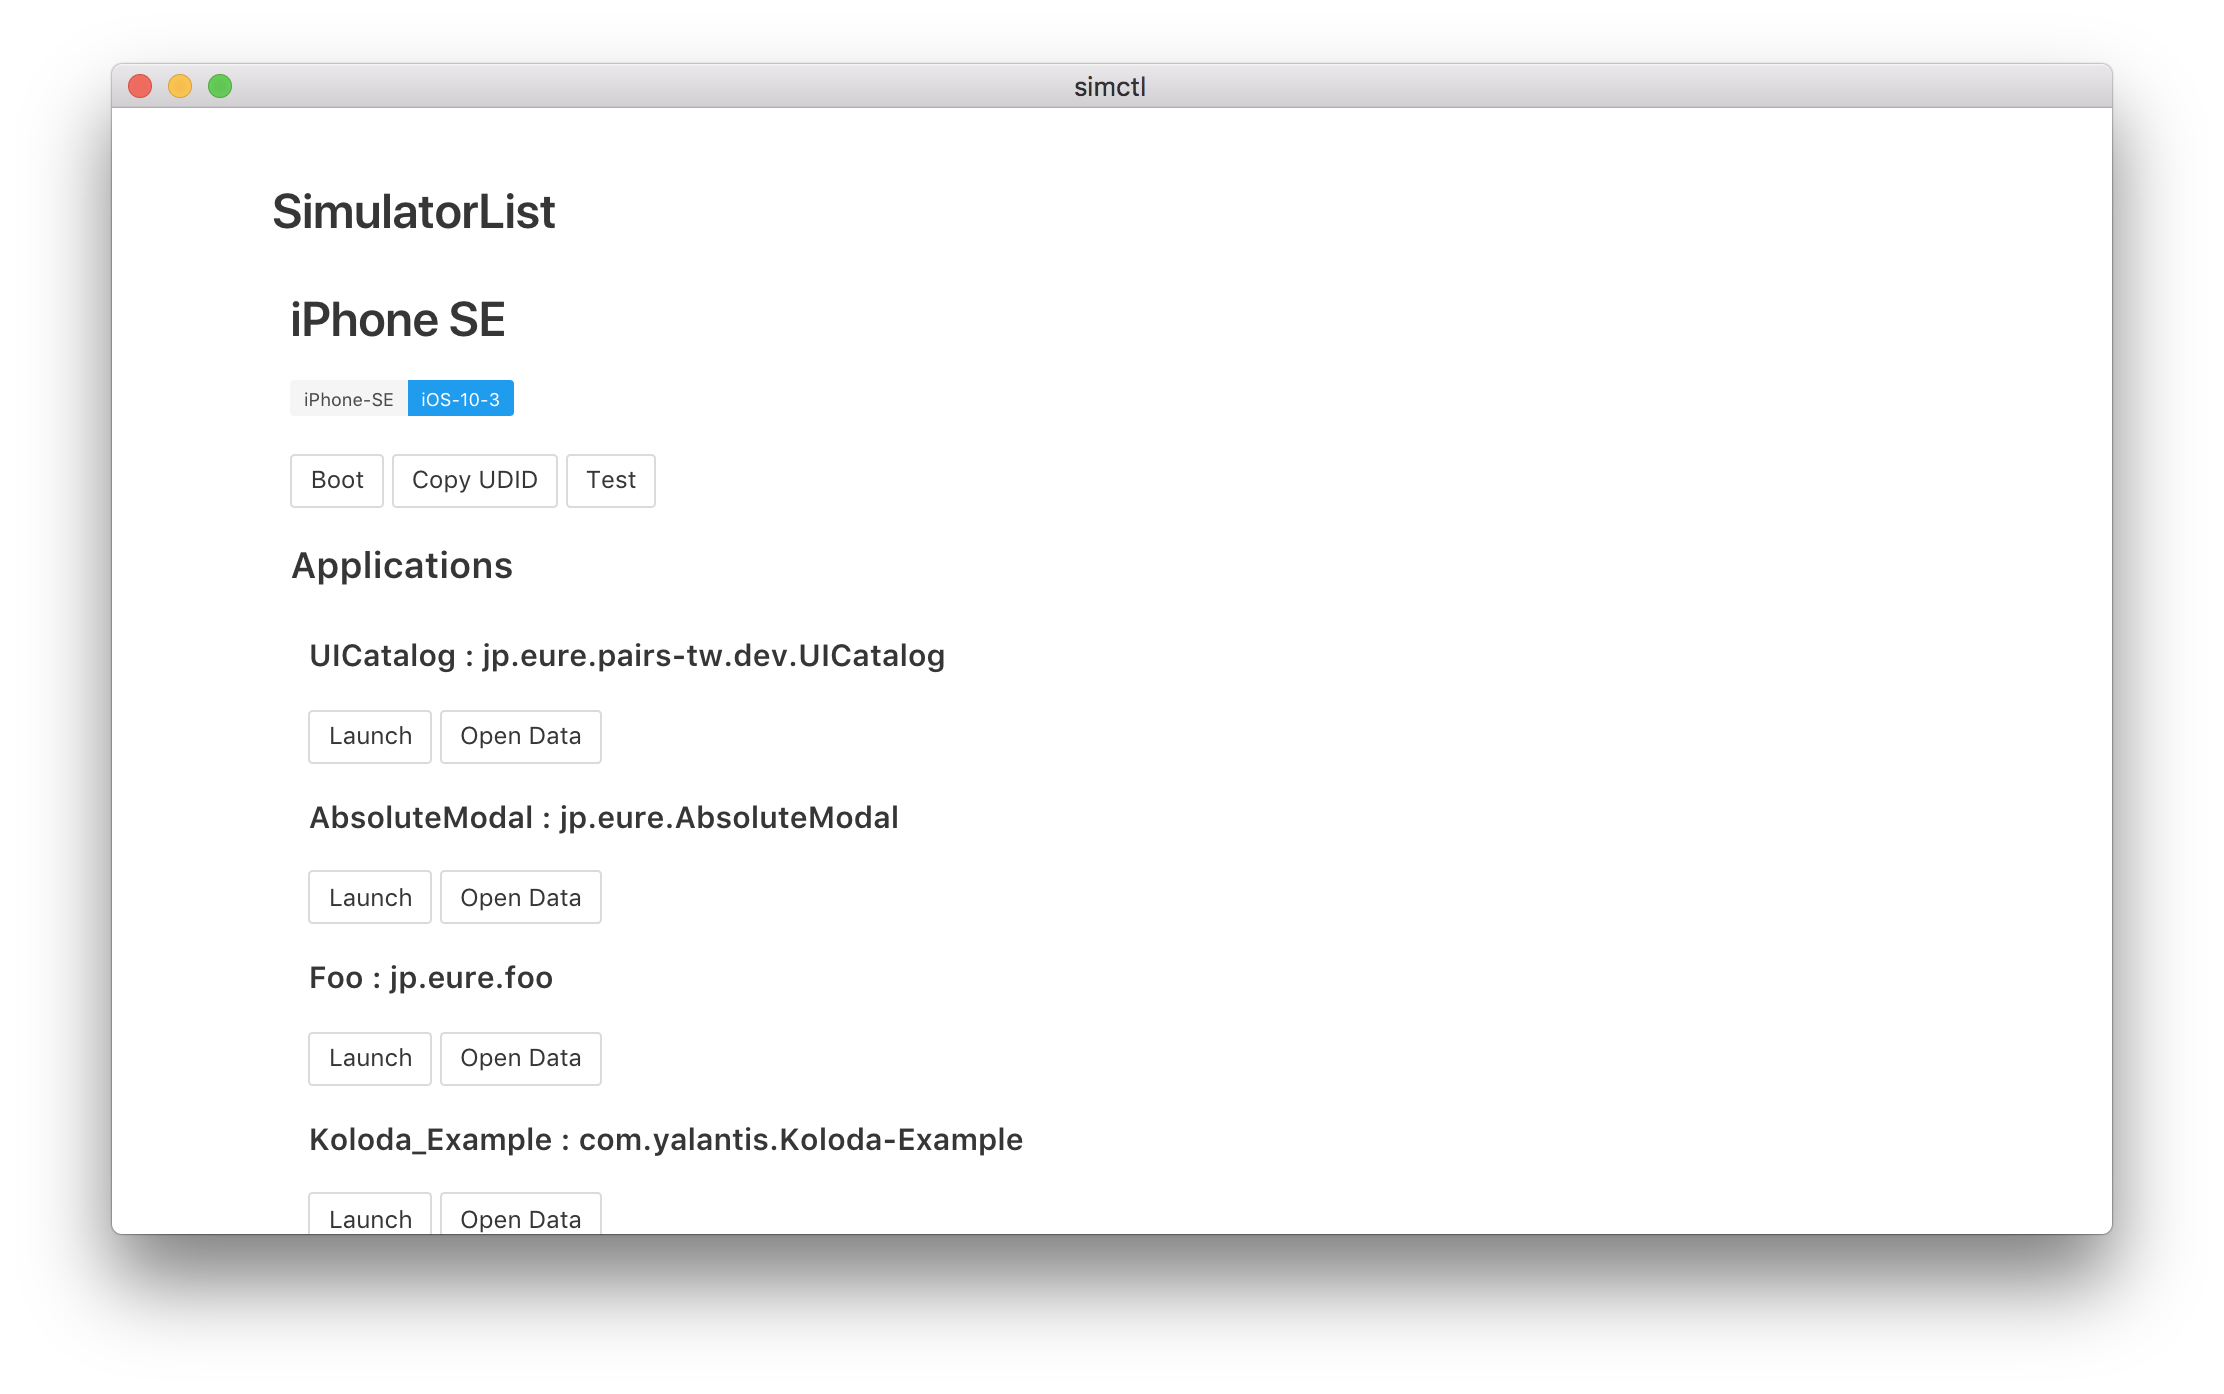 simctl
SimulatorList
iPhone SE
iPhone-SE iOS-10-3
Boot Copy UDID Test
Applications
UICatalog : jp.eure.pairs-tw.dev.UICatalog
Launch Open Data
AbsoluteModal : jp.eure.AbsoluteModal
Launch Open Data
Foo : jp.eure.foo
Launch Open Data
Koloda_Example : com.yalantis.Koloda-Example
Launch Open Data